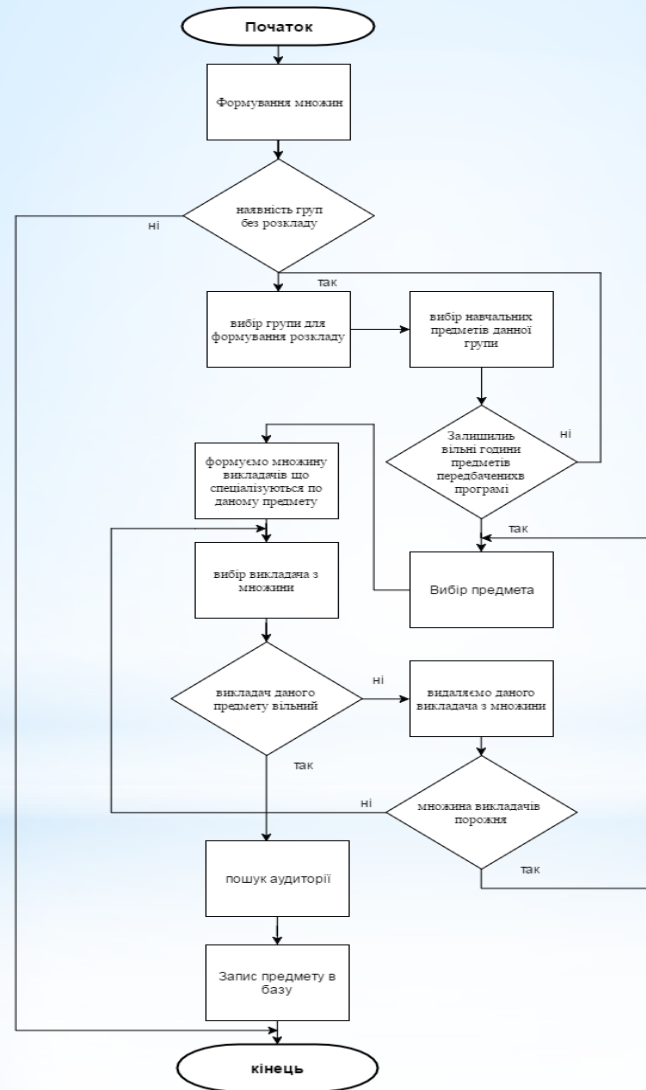 Початок
Формування множин
наявність груп
без розкладу
ні
так
вибір групи для
формування розкладу
вибір навчальних
предметів данної
групи
Залишиль
вільні години
предметів
передбаченихв
програмі
ні
так
формуємо множину
викладачів що
спеціалізуються по
даному предмету
Вибір предмета
вибір викладача з
множини
викладач даного
предмету вільний
ні
так
видаляємо даного
викладача з множини
множина викладачів
порожня
ні
так
пошук аудиторії
Запис предмету в
базу
кінець